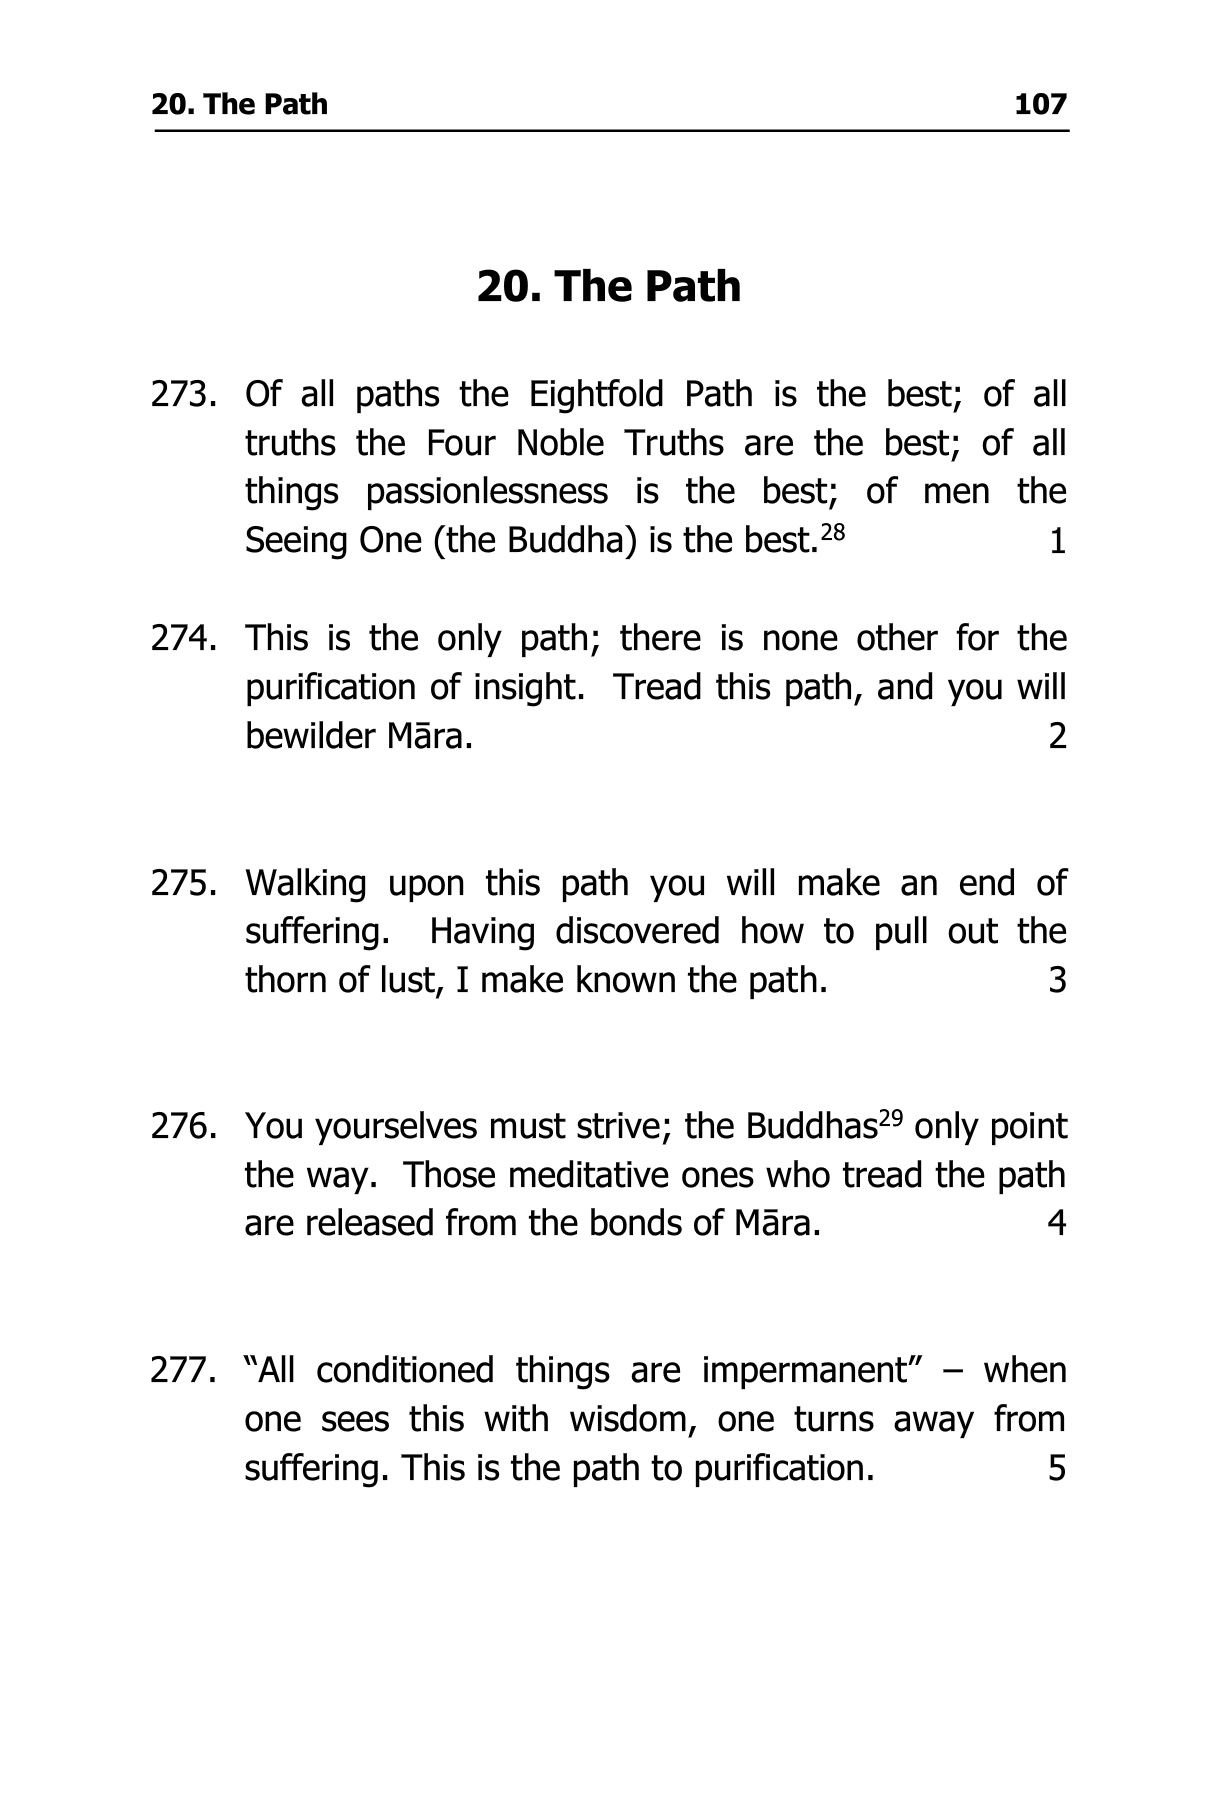 20. The Path 107
20. The Path
273. Of all paths the Eightfold Path is the best; of all
truths the Four Noble Truths are the best; of all
things passionlessness is the best; of men the
Seeing One (the Buddha) is the best.28 1
274. This is the only path; there is none other for the
purification of insight. Tread this path, and you will
bewilder Māra. 2
275. Walking upon this path you will make an end of
suffering. Having discovered how to pull out the
thorn of lust, I make known the path. 3
276. You yourselves must strive; the Buddhas29 only point
the way. Those meditative ones who tread the path
are released from the bonds of Māra. 4
277. “All conditioned things are impermanent” – when
one sees this with wisdom, one turns away from
suffering. This is the path to purification. 5